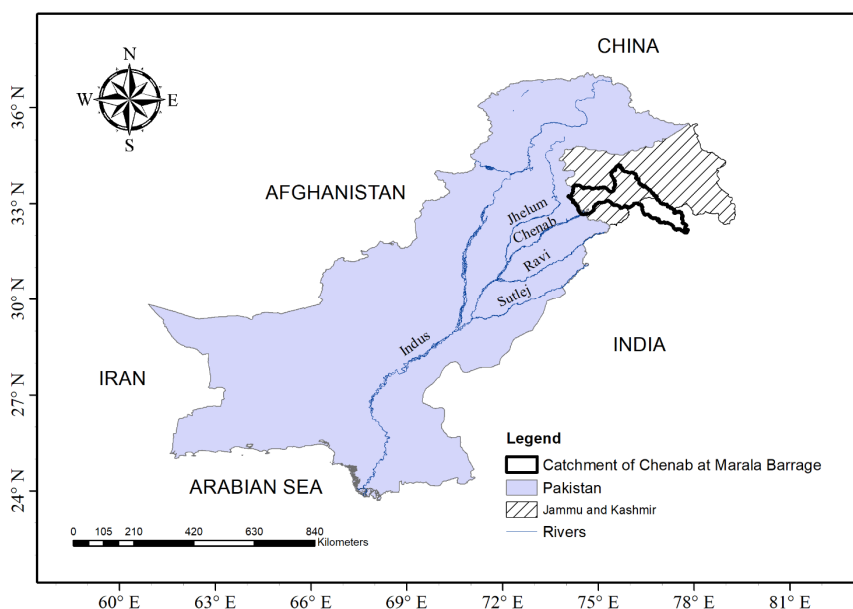 CHINA
N
W E
S
36° N
33° N
30° N
27° N
24° N
AFGHANISTAN
Jhelum
Chenab
Ravi
Sutlej
Indus
INDIA
IRAN
ARABIAN SEA
Legend
Catchment of Chenab at Marala Barrage
Pakistan
Jammu and Kashmir
Rivers
0 105 210 420 630 840
Kilometers
60° E 63° E 66° E 69° E 72° E 75° E 78° E 81° E